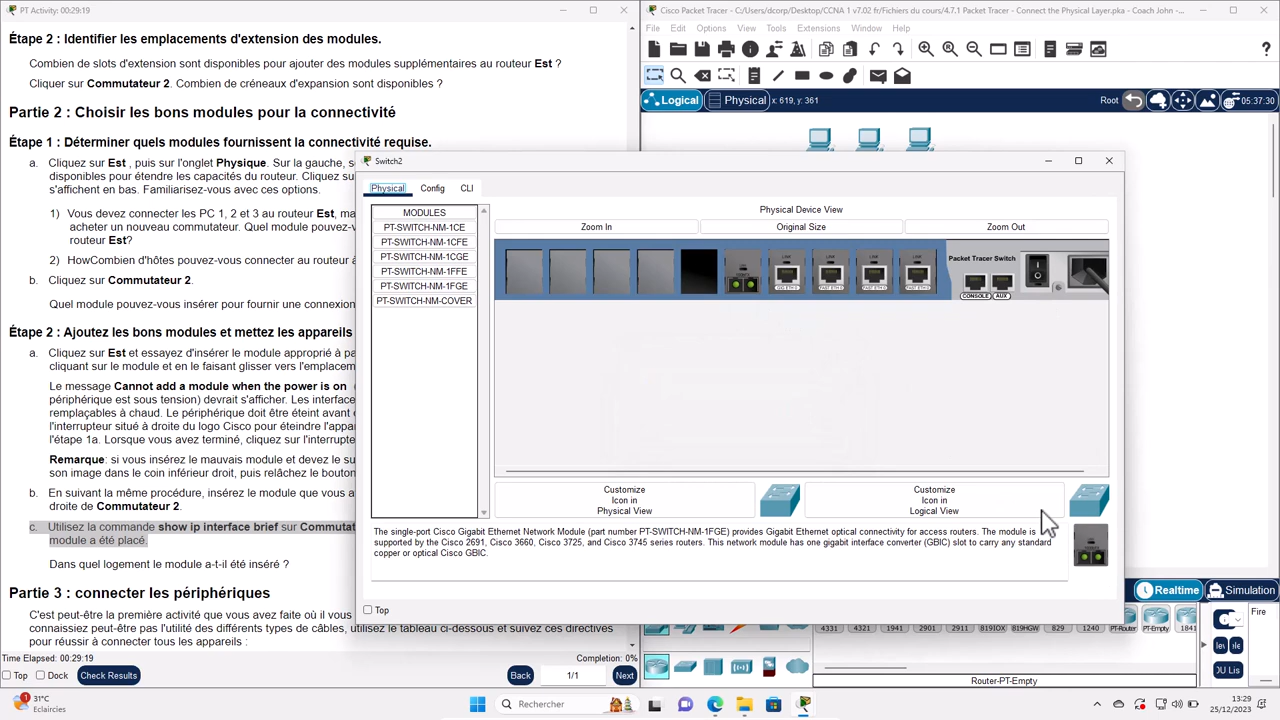 PT Activity: 00:29:19
Étape 2 : Identifier les emplacements d'extension des modules.
Combien de slots d'extension sont disponibles pour ajouter des modules supplémentaires au routeur Est ?
Cliquer sur Commutateur 2. Combien de créneaux d'expansion sont disponibles ?
Partie 2 : Choisir les bons modules pour la connectivité
Étape 1 : Déterminer quels modules fournissent la connectivité requise.
a. Cliquez sur Est , puis sur l'onglet Physique. Sur la gauche, s
disponibles pour étendre les capacités du routeur. Cliquez su
s'affichent en bas. Familiarisez-vous avec ces options.
1) Vous devez connecter les PC 1, 2 et 3 au routeur Est, ma
acheter un nouveau commutateur. Quel module pouvez-v
routeur Est?
2) HowCombien d'hôtes pouvez-vous connecter au routeur à
b. Cliquez sur Commutateur 2.
Quel module pouvez-vous insérer pour fournir une connexion
Étape 2 : Ajoutez les bons modules et mettez les appareils
a. Cliquez sur Est et essayez d'insérer le module approprié à pa
cliquant sur le module et en le faisant glisser vers l'emplacem
Le message Cannot add a module when the power is on (
périphérique est sous tension) devrait s'afficher. Les interface
remplaçables à chaud. Le périphérique doit être éteint avant d
l'interrupteur situé à droite du logo Cisco pour éteindre l'appa
l'étape 1a. Lorsque vous avez terminé, cliquez sur l'interrupte
Remarque: si vous insérez le mauvais module et devez le su
son image dans le coin inférieur droit, puis relâchez le bouton
b. En suivant la même procédure, insérez le module que vous a
droite de Commutateur 2.
c. Utilisez la commande show ip interface brief sur Commutat
module a été placé.
Dans quel logement le module a-t-il été inséré ?
Partie 3 : connecter les périphériques
C'est peut-être la première activité que vous avez faite où il vous
connaissiez peut-être pas l'utilité des différents types de câbles, utilisez le tableau çdessous et suivez ces directives
pour réussir à connecter tous les appareils :
Time Elapsed: 00:29:19
Completion: 0%
Top
Dock
Check Results
Back
1/1
Next
Cisco Packet Tracer - C:/Users/dcorp/Desktop/CCNA 1 v7.02 fr/Fichiers du cours/4.7.1 Packet Tracer - Connect the Physical Layer.pka - Coach John -
File Edit Options View Tools Extensions Window Help
Logical
Physical
x: 619, y: 361
Root
05:37:30
Switch2
Physical
Config
CLI
MODULES
PT-SWITCH-NM-1CE
PT-SWITCH-NM-1CFE
PT-SWITCH-NM-1CGE
PT-SWITCH-NM-1FFE
PT-SWITCH-NM-1FGE
PT-SWITCH-NM-COVER
Physical Device View
Zoom In
Original Size
Zoom Out
Packet Tracer Switch
CONSOLE
AUX
Customize
Icon in
Physical View
Customize
Icon in
Logical View
The single-port Cisco Gigabit Ethernet Network Module (part number PT-SWITCH-NM-1FGE) provides Gigabit Ethernet optical connectivity for access routers. The module is
supported by the Cisco 2691, Cisco 3660, Cisco 3725, and Cisco 3745 series routers. This network module has one gigabit interface converter (GBIC) slot to carry any standard
copper or optical Cisco GBIC.
Top
Realtime
Simulation
4331 4321 1941 2901 2911 819IOX 819HGW 829 1240 PT-Router PT-Empty 1841
Router-PT-Empty
Fire
31°C
Eclaircies
Rechercher
13:29
25/12/2023